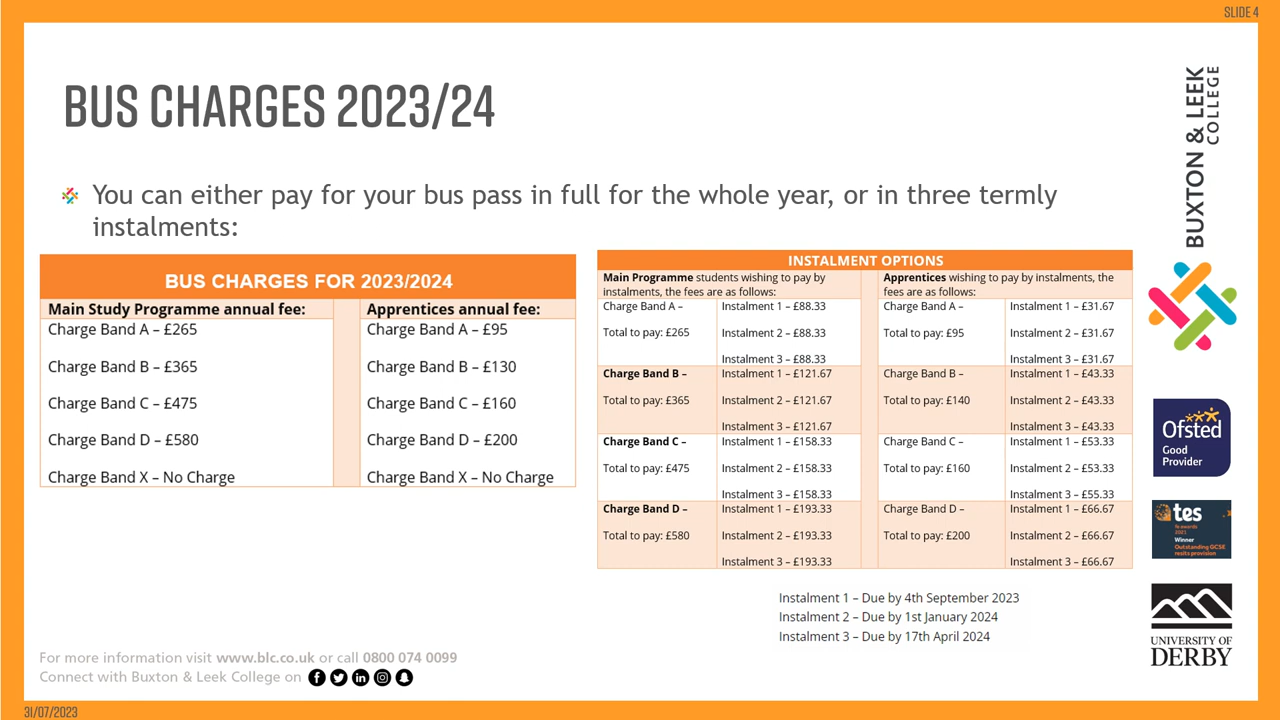 SLIDE 4
BUS CHARGES 2023/24
You can either pay for your bus pass in full for the whole year, or in three termly
instalments:
BUS CHARGES FOR 2023/2024
Main Study Programme annual fee:
Charge Band A – £265
Charge Band B – £365
Charge Band C – £475
Charge Band D – £580
Charge Band X – No Charge
Apprentices annual fee:
Charge Band A – £95
Charge Band B – £130
Charge Band C – £160
Charge Band D – £200
Charge Band X – No Charge
INSTALMENT OPTIONS
Main Programme students wishing to pay by
instalments, the fees are as follows:
Charge Band A –
Total to pay: £265
Instalment 1 – £88.33
Instalment 2 – £88.33
Instalment 3 – £88.33
Charge Band B –
Total to pay: £365
Instalment 1 – £121.67
Instalment 2 – £121.67
Instalment 3 – £121.67
Charge Band C –
Total to pay: £475
Instalment 1 – £158.33
Instalment 2 – £158.33
Instalment 3 – £158.33
Charge Band D –
Total to pay: £580
Instalment 1 – £193.33
Instalment 2 – £193.33
Instalment 3 – £193.33
Apprentices wishing to pay by instalments, the
fees are as follows:
Charge Band A –
Total to pay: £95
Instalment 1 – £31.67
Instalment 2 – £31.67
Instalment 3 – £31.67
Charge Band B –
Total to pay: £140
Instalment 1 – £43.33
Instalment 2 – £43.33
Instalment 3 – £43.33
Charge Band C –
Total to pay: £160
Instalment 1 – £53.33
Instalment 2 – £53.33
Instalment 3 – £55.33
Charge Band D –
Total to pay: £200
Instalment 1 – £66.67
Instalment 2 – £66.67
Instalment 3 – £66.67
Instalment 1 – Due by 4th September 2023
Instalment 2 – Due by 1st January 2024
Instalment 3 – Due by 17th April 2024
BUXTON & LEEK
COLLEGE
Ofsted
Good
Provider
tes
fe awards
2021
Winner
Outstanding GCSE
resits provision
UNIVERSITY OF
DERBY
For more information visit www.blc.co.uk or call 0800 074 0099
Connect with Buxton & Leek College on
31/07/2023